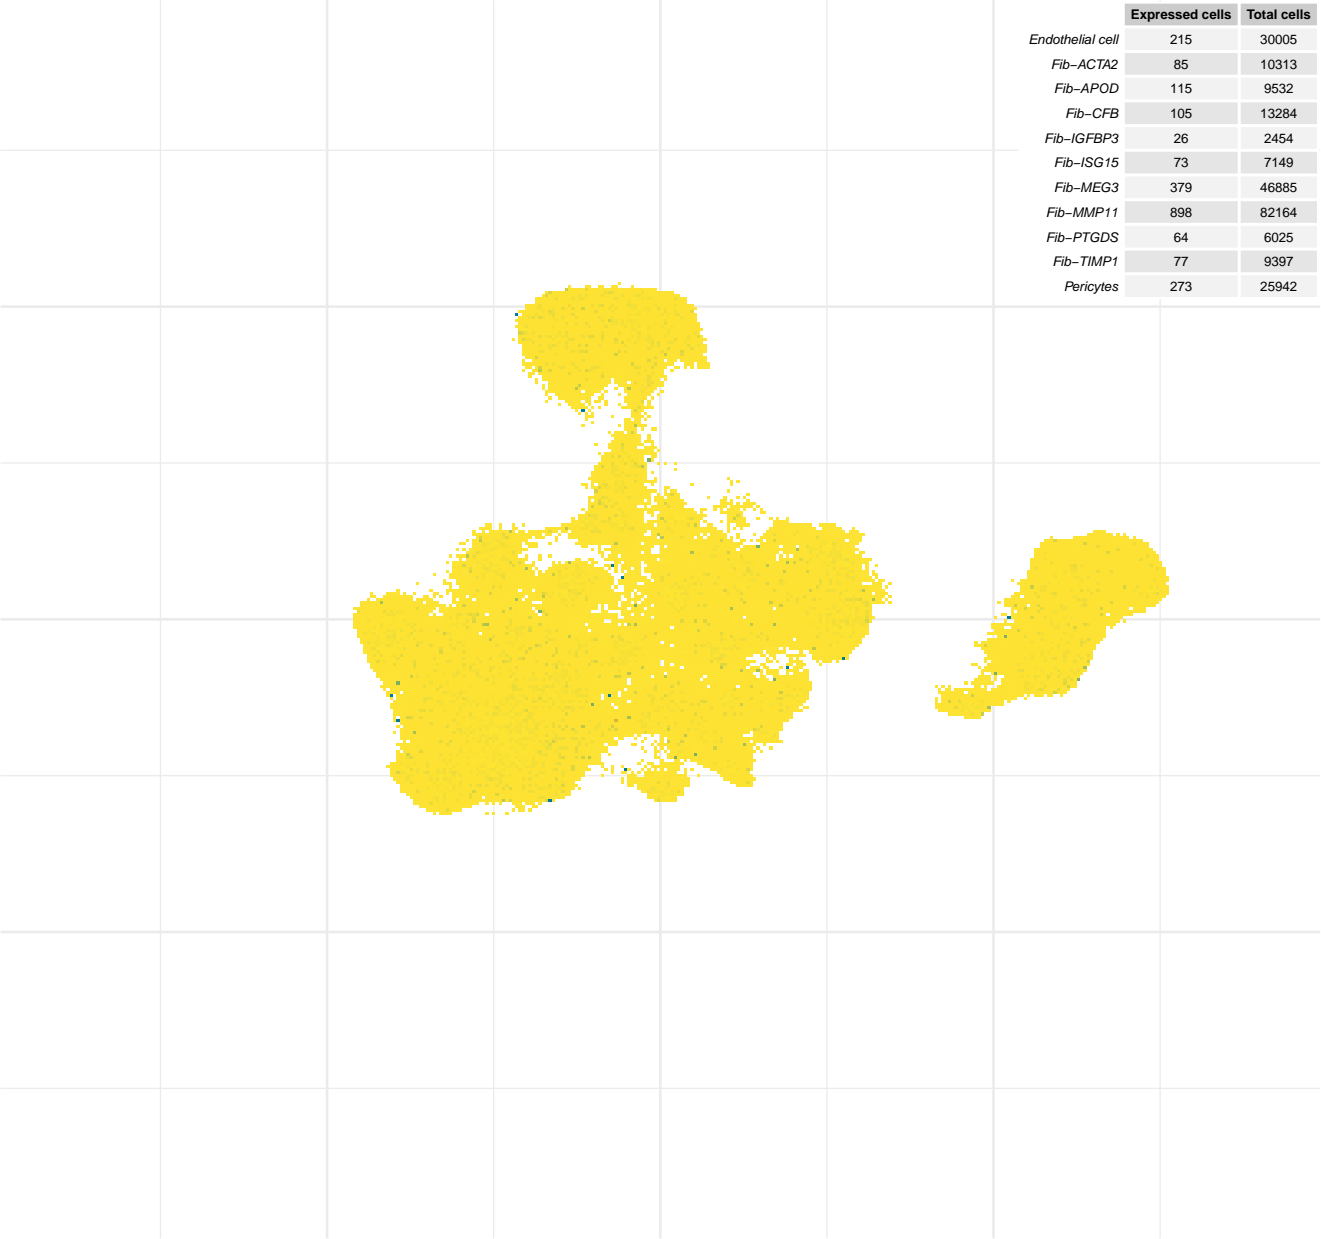 Expressed cells Total cells
Endothelial cell 215 30005
Fib−ACTA2 85 10313
Fib−APOD 115 9532
Fib−CFB 105 13284
Fib−IGFBP3 26 2454
Fib−ISG15 73 7149
Fib−MEG3 379 46885
Fib−MMP11 898 82164
Fib−PTGDS 64 6025
Fib−TIMP1 77 9397
Pericytes 273 25942